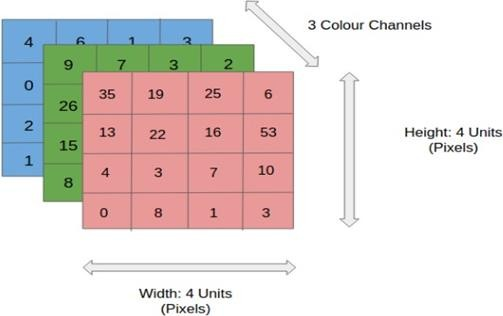 3 Colour Channels
4 6 1 3
9 7 3 2
0
26
2
15
1
8
35 19 25 6
13 22 16 53
4 3 7 10
0 8 1 3
Height: 4 Units
(Pixels)
Width: 4 Units
(Pixels)